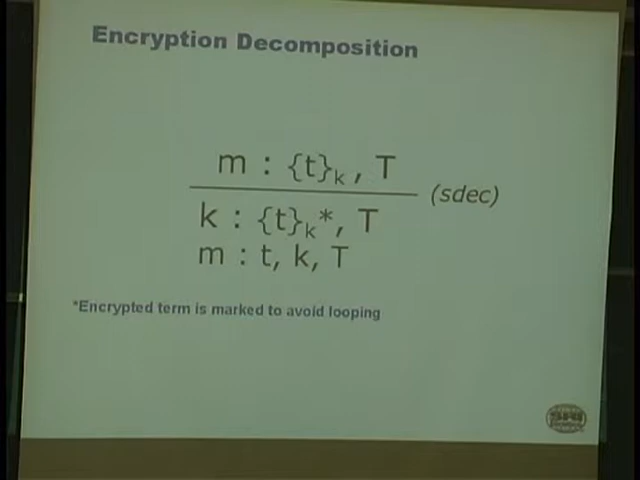 Encryption Decomposition
m : {t}k , T
(sdec)
k : {t}k*, T
m : t, k, T
*Encrypted term is marked to avoid looping